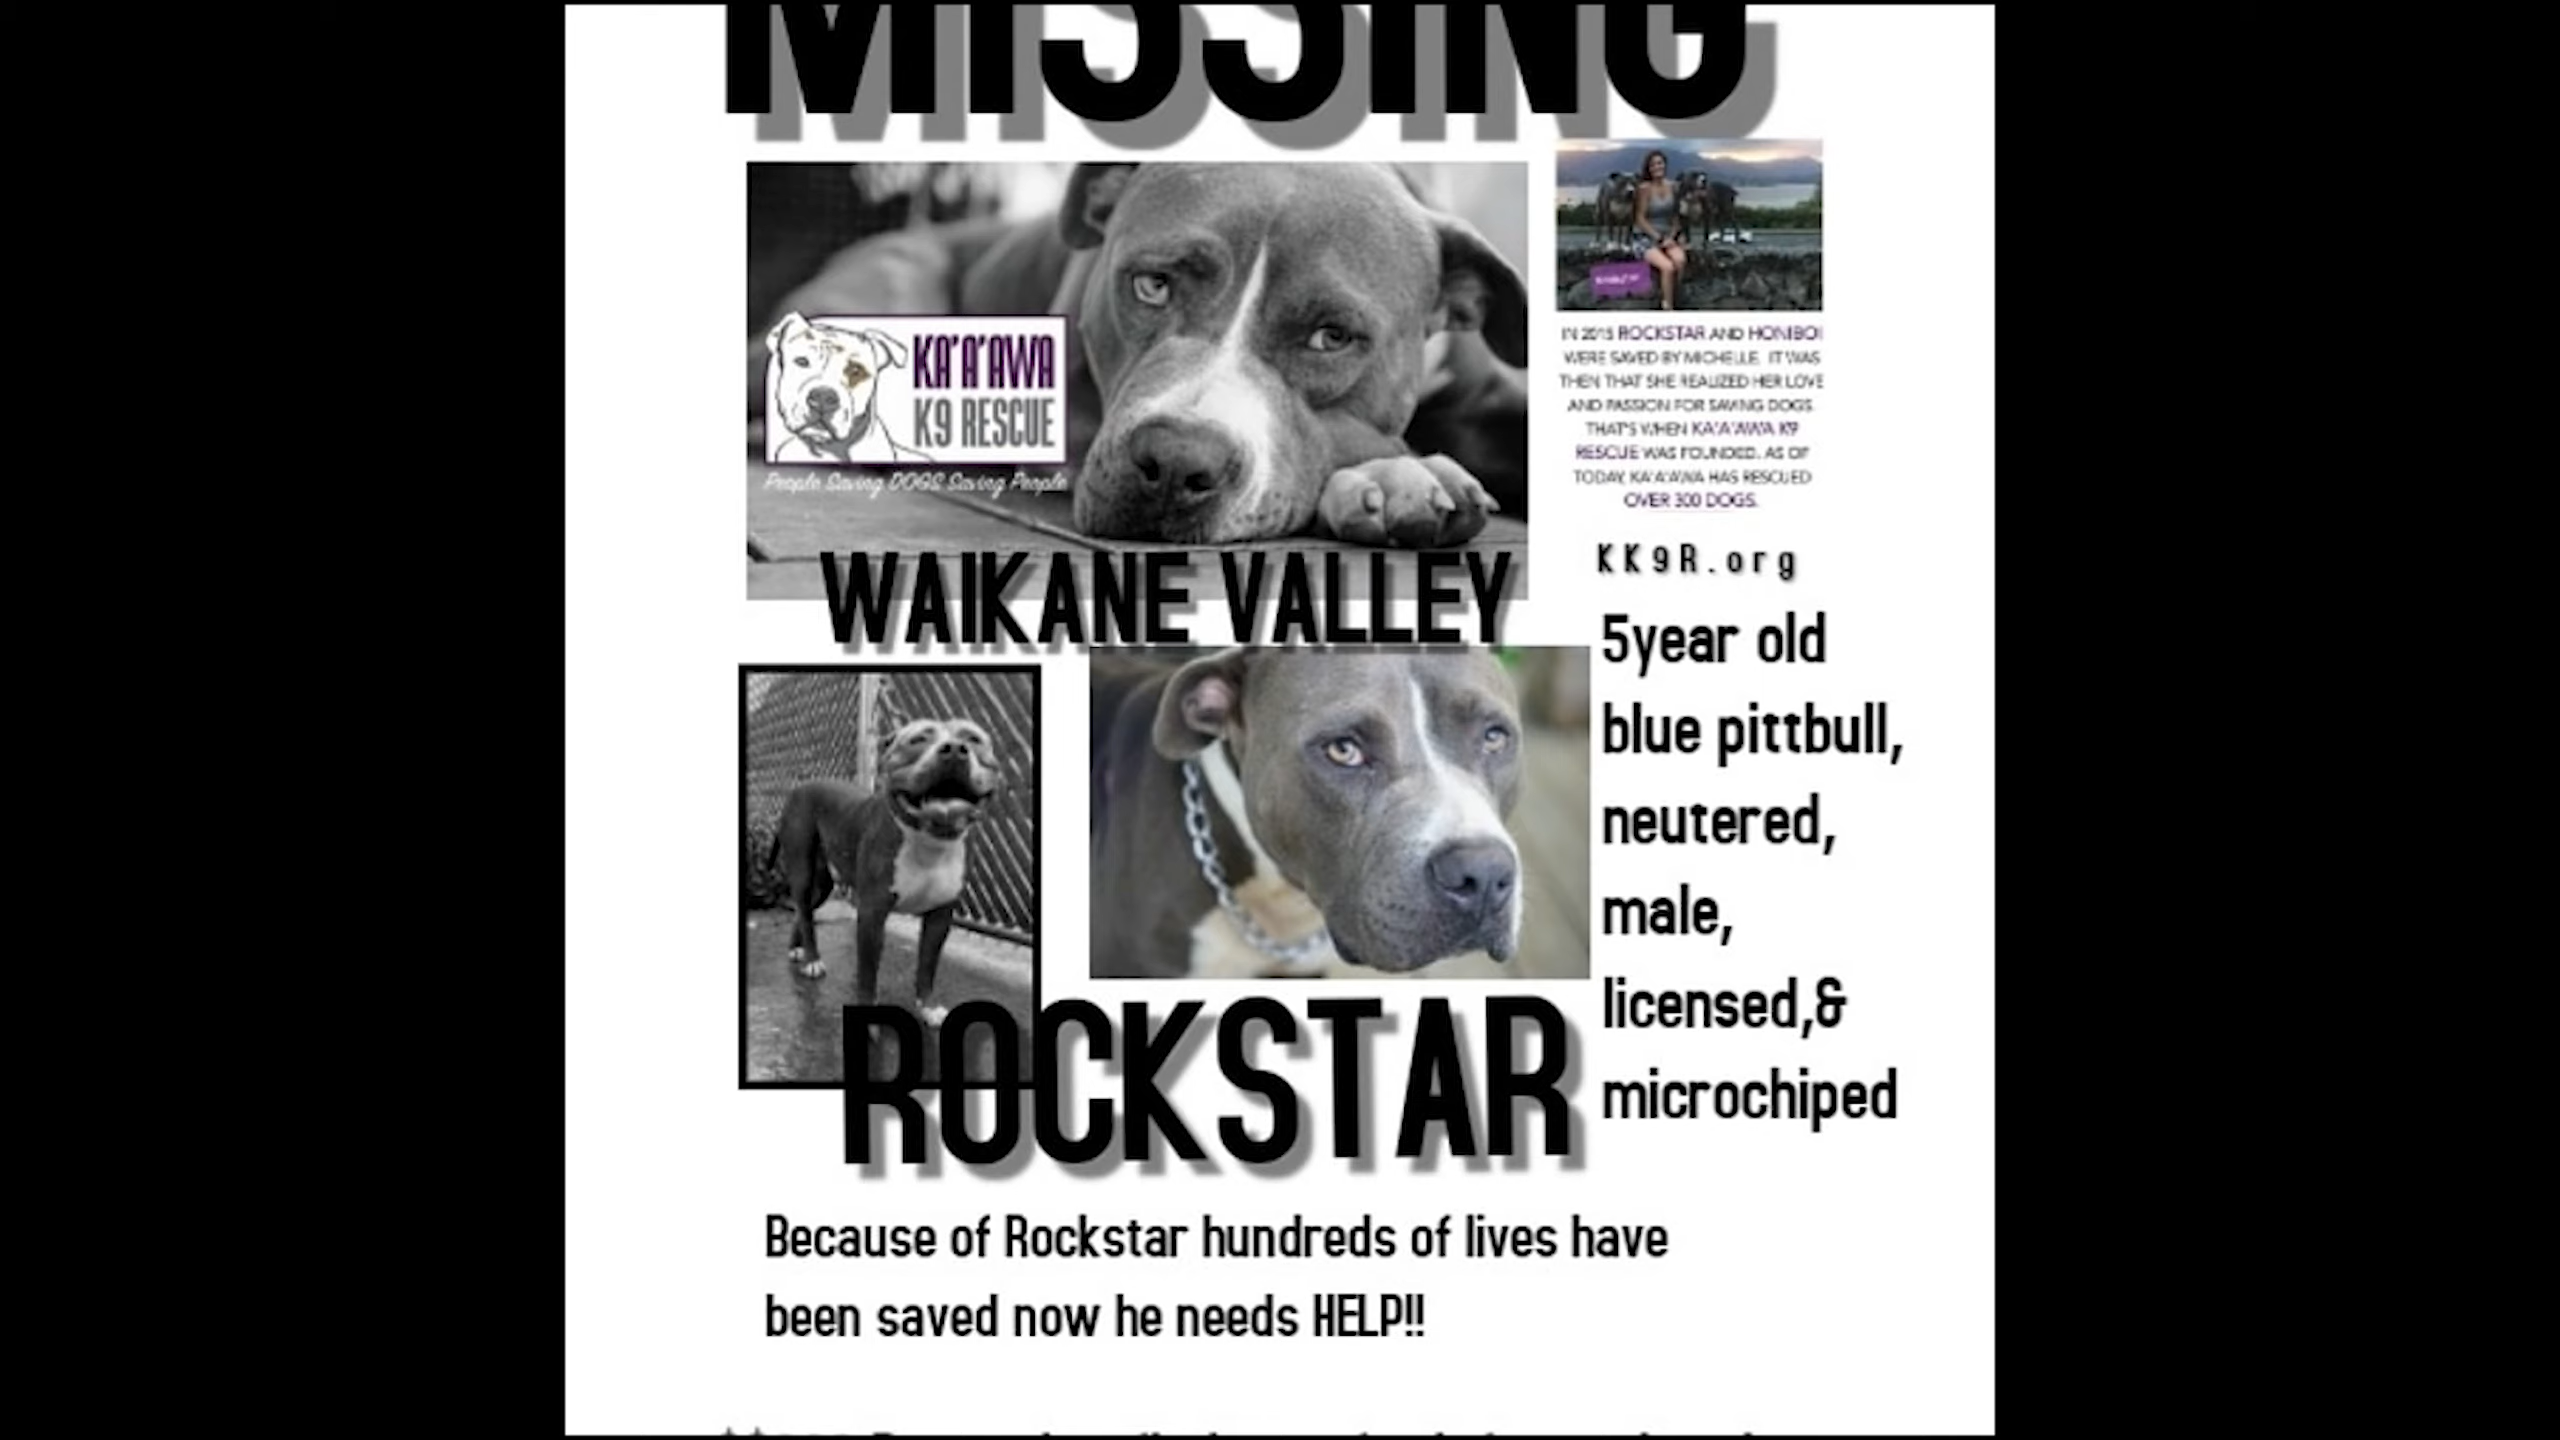 MISSING
KA'A'AWA
K9 RESCUE
People Saving DOGS Saving People
IN 2015 ROCKSTAR AND HONIBOI
WERE SAVED BY MICHELLE. IT WAS
THEN THAT SHE REALIZED HER LOVE
AND PASSION FOR SAVING DOGS.
THAT'S WHEN KA'A'AWA K9
RESCUE WAS FOUNDED. AS OF
TODAY, KA'A'AWA HAS RESCUED
OVER 300 DOGS.
KK9R.org
WAIKANE VALLEY
5year old
blue pittbull,
neutered,
male,
licensed,&
microchiped
ROCKSTAR
Because of Rockstar hundreds of lives have
been saved now he needs HELP!!